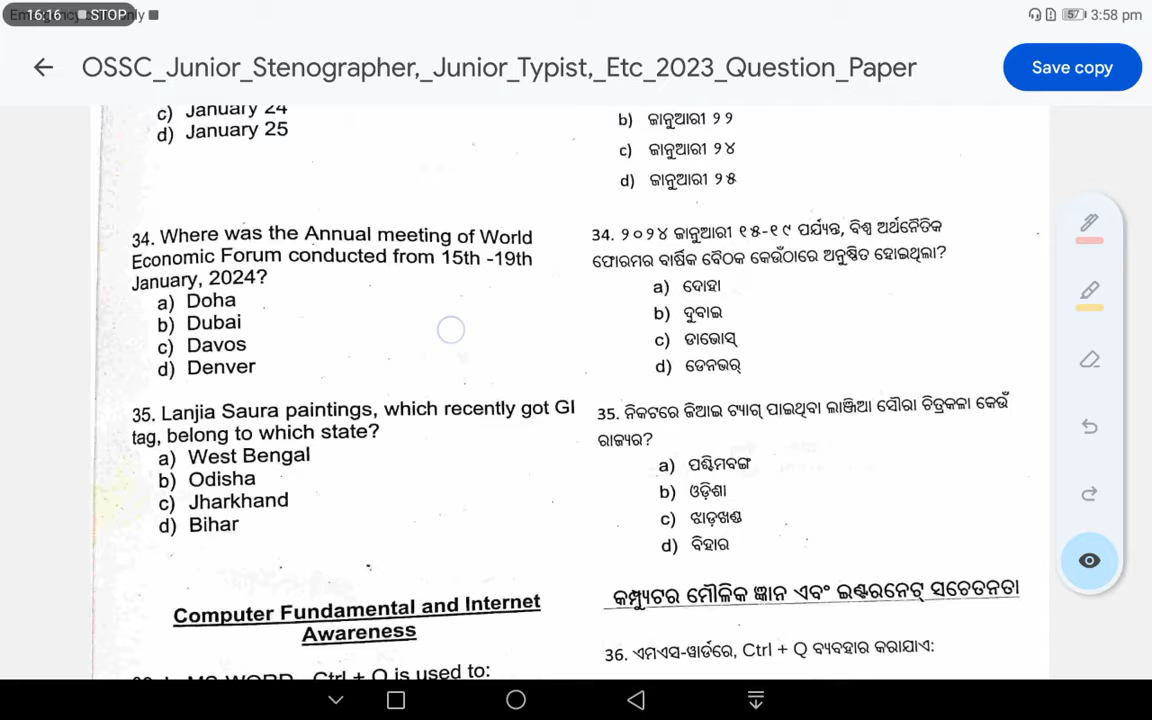 16:16 STOP
3:58 pm
57
OSSC_Junior_Stenographer,_Junior_Typist,_Etc_2023_Question_Paper
Save copy
c) January 24
d) January 25
34. Where was the Annual meeting of World
Economic Forum conducted from 15th -19th
January, 2024?
a) Doha
b) Dubai
c) Davos
d) Denver
35. Lanjia Saura paintings, which recently got GI
tag, belong to which state?
a) West Bengal
b) Odisha
c) Jharkhand
d) Bihar
Computer Fundamental and Internet
Awareness
Ctrl + Q is used to:
b) ଜାନୁଆରୀ ୨୨
c) ଜାନୁଆରୀ ୨୪
d) ଜାନୁଆରୀ ୨୫
34. ୨୦୨୪ ଜାନୁଆରୀ ୧୫-୧୯ ପର୍ଯ୍ୟନ୍ତ, ବିଶ୍ୱ ଅର୍ଥନୈତିକ
ଫୋରମର ବାର୍ଷିକ ବୈଠକ କେଉଁଠାରେ ଅନୁଷ୍ଠିତ ହୋଇଥିଲା?
a) ଦୋହା
b) ଦୁବାଇ
c) ଡାଭୋସ୍
d) ଡେନଭର୍
35. ନିକଟରେ ଜିଆଇ ଟ୍ୟାଗ୍ ପାଇଥିବା ଲାଞ୍ଜିଆ ସୌରା ଚିତ୍ରକଳା କେଉଁ
ରାଜ୍ୟର?
a) ପଶ୍ଚିମବଙ୍ଗ
b) ଓଡ଼ିଶା
c) ଝାଡ଼ଖଣ୍ଡ
d) ବିହାର
କମ୍ପ୍ୟୁଟର ମୌଳିକ ଜ୍ଞାନ ଏବଂ ଇଣ୍ଟରନେଟ୍ ସଚେତନତା
36. ଏମଏସ-ୱାର୍ଡରେ, Ctrl + Q ବ୍ୟବହାର କରାଯାଏ: